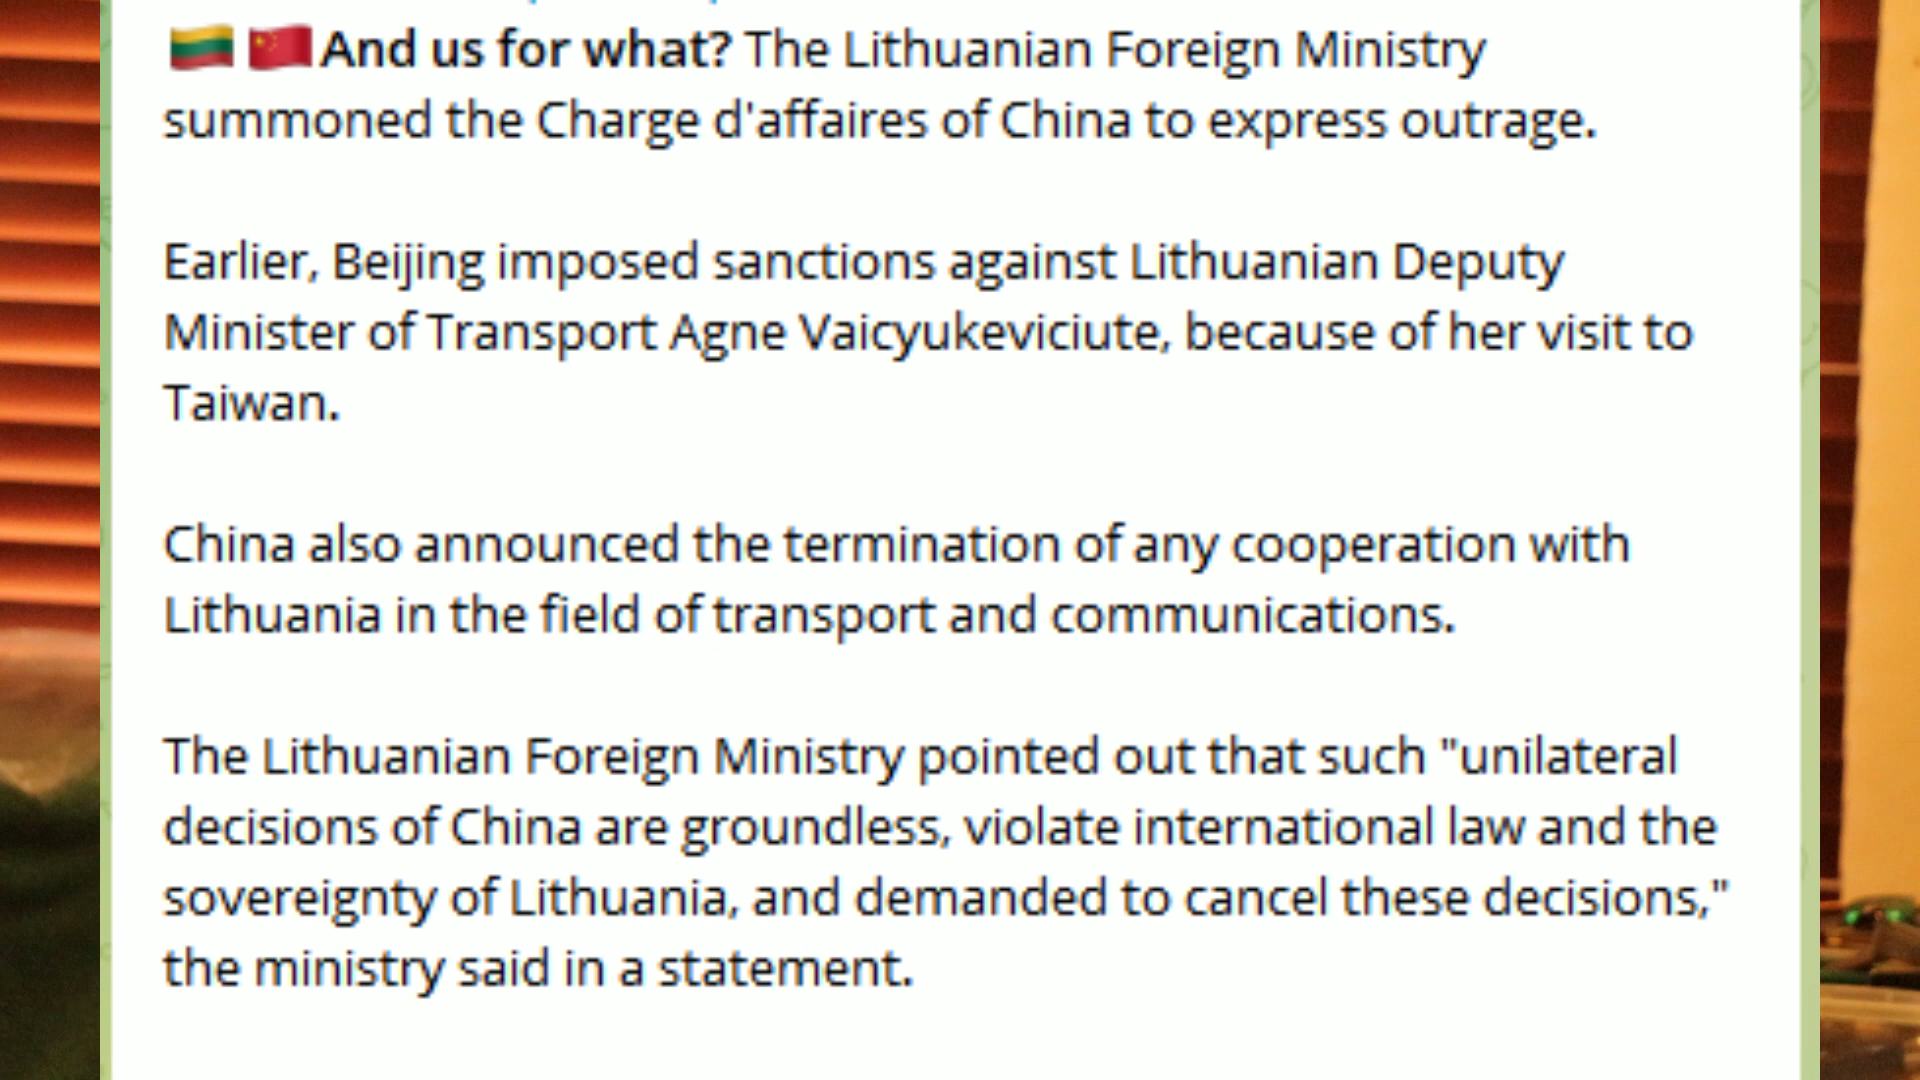 🇱🇹 🇨🇳 And us for what? The Lithuanian Foreign Ministry
summoned the Charge d'affaires of China to express outrage.
Earlier, Beijing imposed sanctions against Lithuanian Deputy
Minister of Transport Agne Vaicyukeviciute, because of her visit to
Taiwan.
China also announced the termination of any cooperation with
Lithuania in the field of transport and communications.
The Lithuanian Foreign Ministry pointed out that such "unilateral
decisions of China are groundless, violate international law and the
sovereignty of Lithuania, and demanded to cancel these decisions,"
the ministry said in a statement.